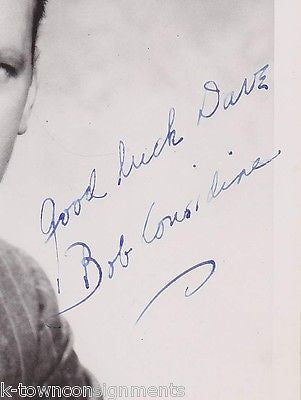 Good luck Dave
Bob Considine
k-townconsignments